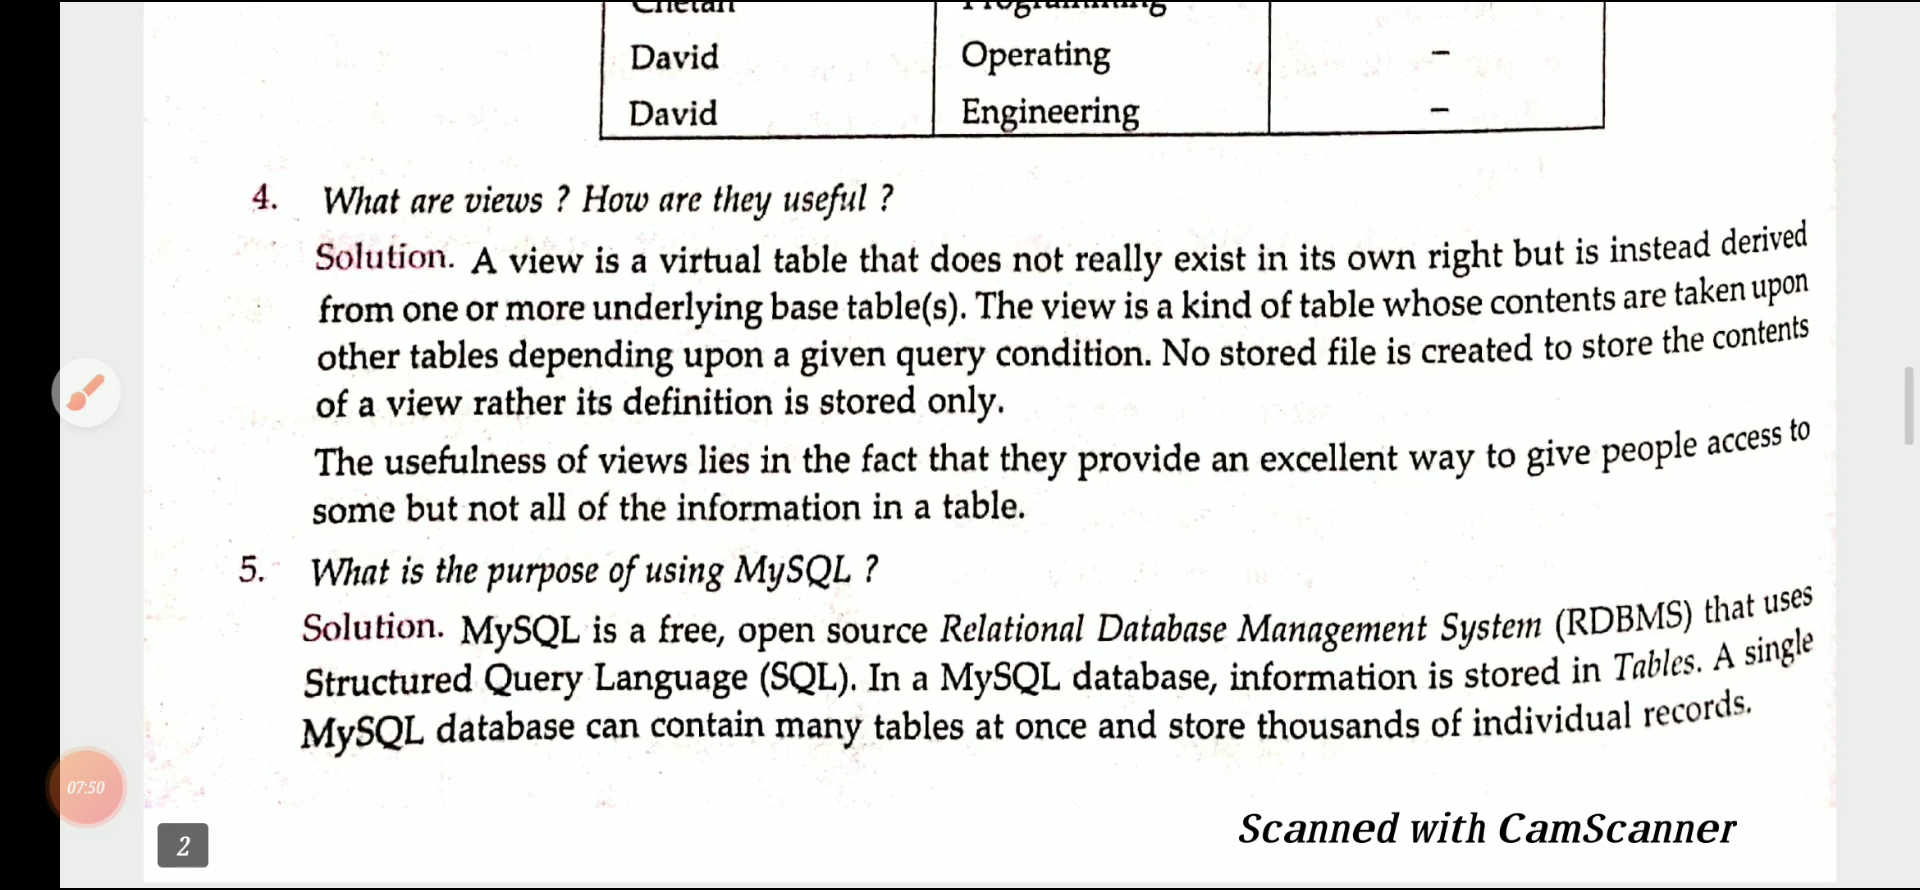 David Operating –
David Engineering –
4. What are views ? How are they useful ?
Solution. A view is a virtual table that does not really exist in its own right but is instead derived
from one or more underlying base table(s). The view is a kind of table whose contents are taken upon
other tables depending upon a given query condition. No stored file is created to store the contents
of a view rather its definition is stored only.
The usefulness of views lies in the fact that they provide an excellent way to give people access to
some but not all of the information in a table.
5. What is the purpose of using MySQL ?
Solution. MySQL is a free, open source Relational Database Management System (RDBMS) that uses
Structured Query Language (SQL). In a MySQL database, information is stored in Tables. A single
MySQL database can contain many tables at once and store thousands of individual records.
07:50
2
Scanned with CamScanner